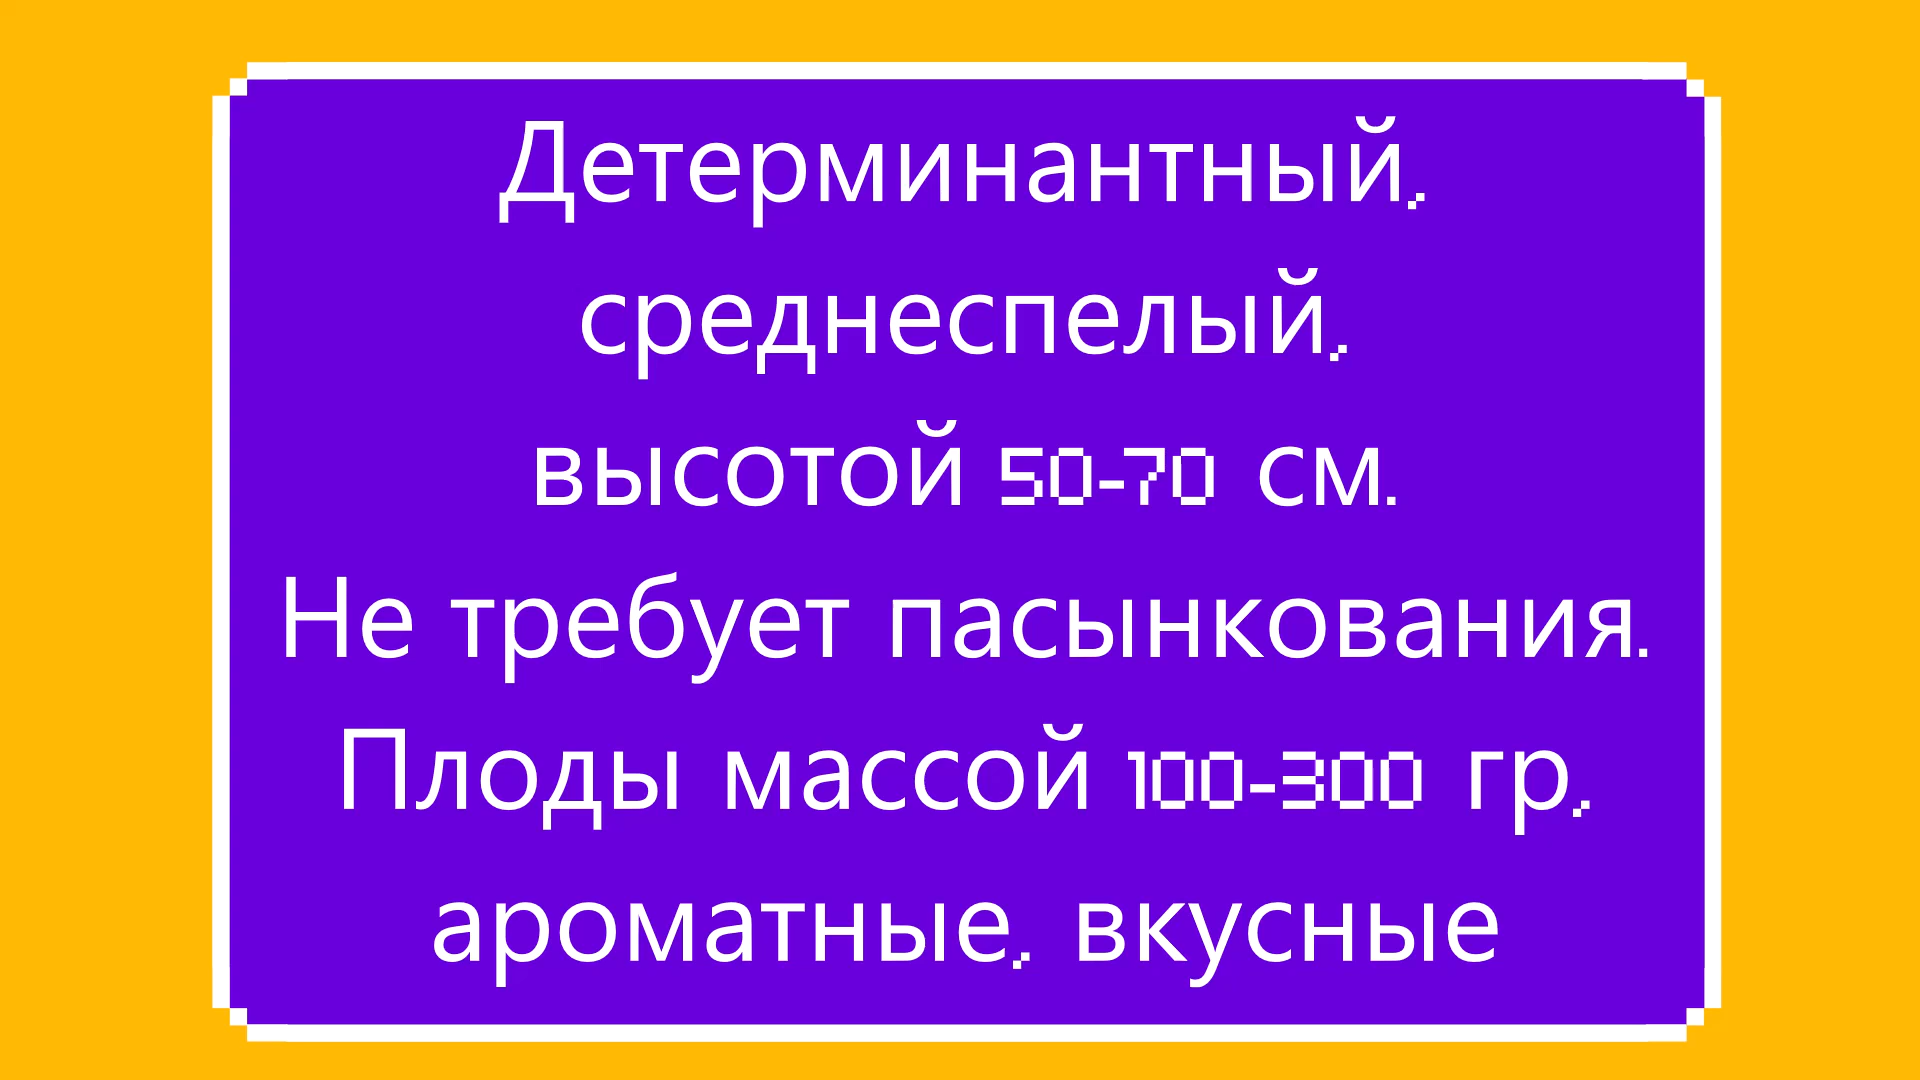 Детерминантный,
среднеспелый,
высотой 50-70 см.
Не требует пасынкования.
Плоды массой 100-300 гр,
ароматные, вкусные